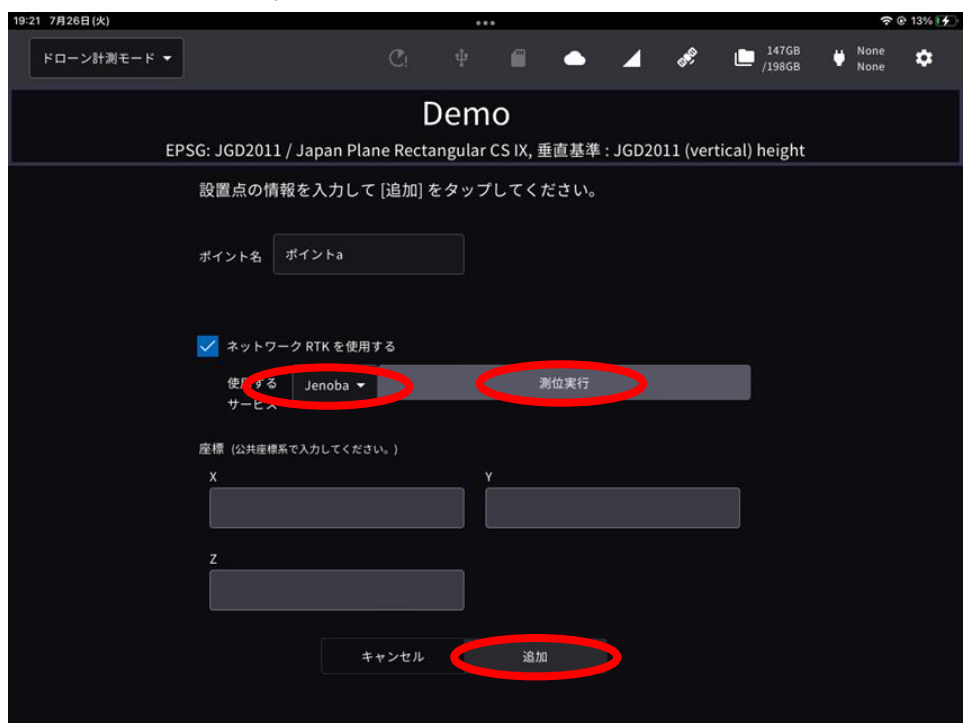 19:21 7月26日(火)
13%
ドローン計測モード
147GB
/198GB
None
None
Demo
EPSG: JGD2011 / Japan Plane Rectangular CS IX, 垂直基準 : JGD2011 (vertical) height
設置点の情報を入力して [追加] をタップしてください。
ポイント名 ポイントa
ネットワーク RTK を使用する
使用する
サービス
Jenoba
測位実行
座標 (公共座標系で入力してください。)
X
Y
Z
キャンセル
追加